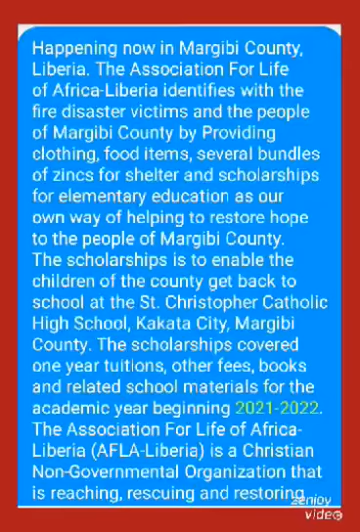 Happening now in Margibi County,
Liberia. The Association For Life
of Africa-Liberia identifies with the
fire disaster victims and the people
of Margibi County by Providing
clothing, food items, several bundles
of zincs for shelter and scholarships
for elementary education as our
own way of helping to restore hope
to the people of Margibi County.
The scholarships is to enable the
children of the county get back to
school at the St. Christopher Catholic
High School, Kakata City, Margibi
County. The scholarships covered
one year tuitions, other fees, books
and related school materials for the
academic year beginning 2021-2022.
The Association For Life of Africa-
Liberia (AFLA-Liberia) is a Christian
Non-Governmental Organization that
is reaching, rescuing and restoring
zenjoy
video